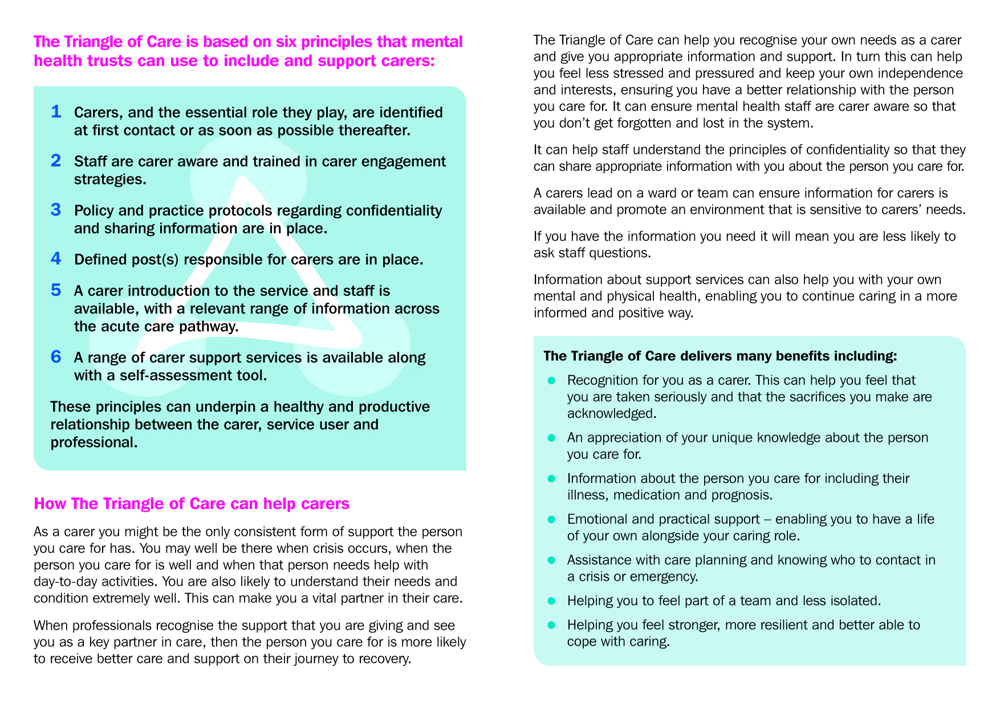 The Triangle of Care is based on six principles that mental
health trusts can use to include and support carers:
1 Carers, and the essential role they play, are identified
at first contact or as soon as possible thereafter.
2 Staff are carer aware and trained in carer engagement
strategies.
3 Policy and practice protocols regarding confidentiality
and sharing information are in place.
4 Defined post(s) responsible for carers are in place.
5 A carer introduction to the service and staff is
available, with a relevant range of information across
the acute care pathway.
6 A range of carer support services is available along
with a self-assessment tool.
These principles can underpin a healthy and productive
relationship between the carer, service user and
professional.
How The Triangle of Care can help carers
As a carer you might be the only consistent form of support the person
you care for has. You may well be there when crisis occurs, when the
person you care for is well and when that person needs help with
day-to-day activities. You are also likely to understand their needs and
condition extremely well. This can make you a vital partner in their care.
When professionals recognise the support that you are giving and see
you as a key partner in care, then the person you care for is more likely
to receive better care and support on their journey to recovery.
The Triangle of Care can help you recognise your own needs as a carer
and give you appropriate information and support. In turn this can help
you feel less stressed and pressured and keep your own independence
and interests, ensuring you have a better relationship with the person
you care for. It can ensure mental health staff are carer aware so that
you don’t get forgotten and lost in the system.
It can help staff understand the principles of confidentiality so that they
can share appropriate information with you about the person you care for.
A carers lead on a ward or team can ensure information for carers is
available and promote an environment that is sensitive to carers’ needs.
If you have the information you need it will mean you are less likely to
ask staff questions.
Information about support services can also help you with your own
mental and physical health, enabling you to continue caring in a more
informed and positive way.
The Triangle of Care delivers many benefits including:
● Recognition for you as a carer. This can help you feel that
you are taken seriously and that the sacrifices you make are
acknowledged.
● An appreciation of your unique knowledge about the person
you care for.
● Information about the person you care for including their
illness, medication and prognosis.
● Emotional and practical support – enabling you to have a life
of your own alongside your caring role.
● Assistance with care planning and knowing who to contact in
a crisis or emergency.
● Helping you to feel part of a team and less isolated.
● Helping you feel stronger, more resilient and better able to
cope with caring.